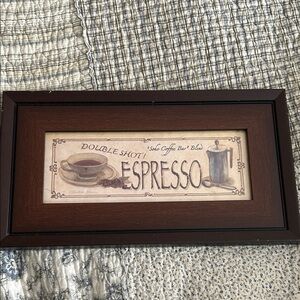 DOUBLE SHOT!
"Soho Coffee Bar" Blend
ESPRESSO